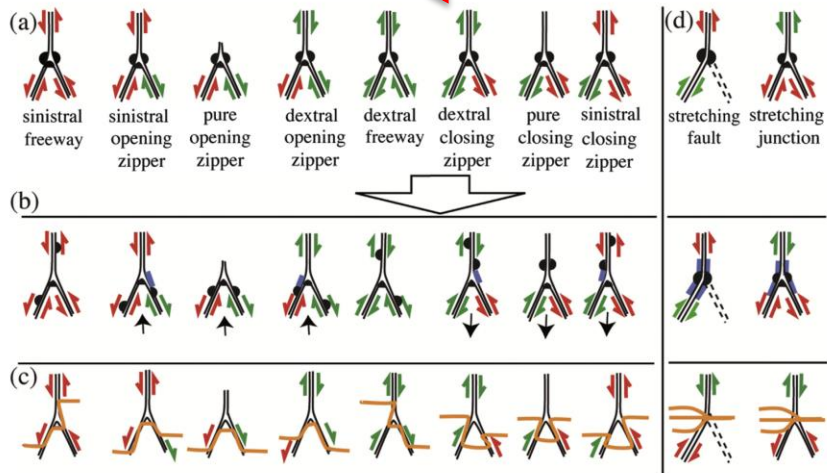 (a)
(d)
sinistral
freeway
sinistral
opening
zipper
pure
opening
zipper
dextral
opening
zipper
dextral
freeway
dextral
closing
zipper
pure
closing
zipper
sinistral
closing
zipper
stretching
fault
stretching
junction
(b)
(c)